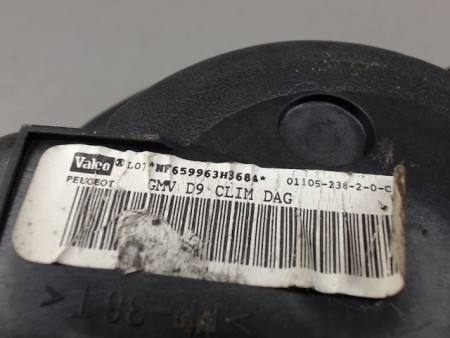 Valeo® LOT*NF659963H3684* 01105-238-2-0-C
PEUGEOT GMV D9 CLIM DAG